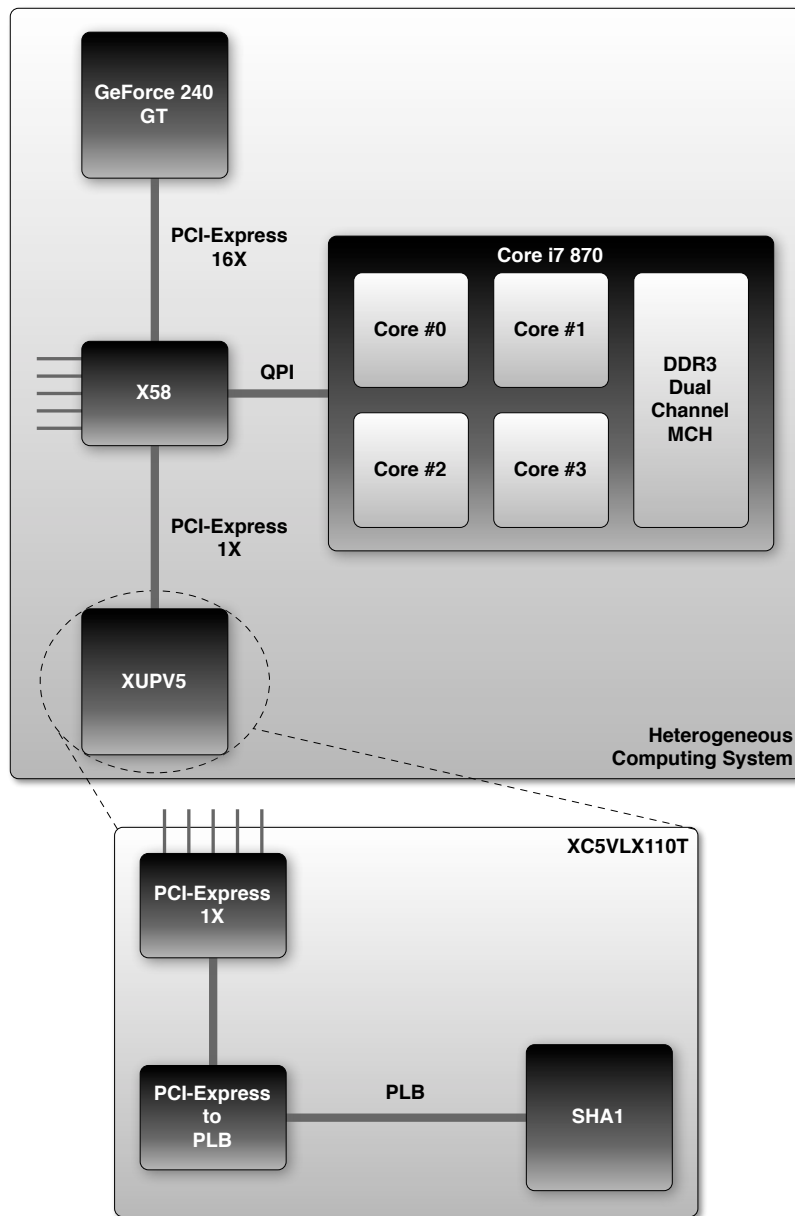 GeForce 240
GT
PCI-Express
16X
Core i7 870
Core #0
Core #1
DDR3
Dual
Channel
MCH
X58
QPI
Core #2
Core #3
PCI-Express
1X
XUPV5
Heterogeneous
Computing System
XC5VLX110T
PCI-Express
1X
PCI-Express
to
PLB
PLB
SHA1